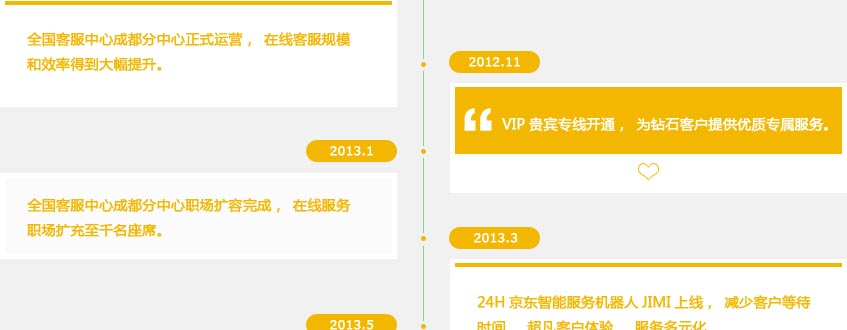 全国客服中心成都分中心正式运营， 在线客服规模
和效率得到大幅提升。
2012.11
VIP 贵宾专线开通， 为钻石客户提供优质专属服务。
2013.1
全国客服中心成都分中心职场扩容完成， 在线服务
职场扩充至千名座席。
2013.3
24H 京东智能服务机器人 JIMI 上线， 减少客户等待
时间， 超凡客户体验， 服务多元化
2013.5